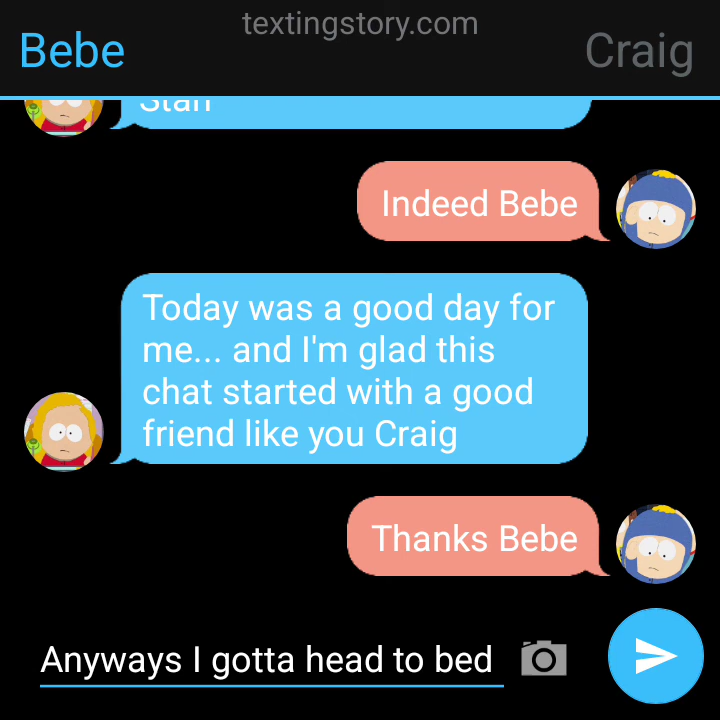 textingstory.com
Bebe
Craig
Stan
Indeed Bebe
Today was a good day for
me... and I'm glad this
chat started with a good
friend like you Craig
Thanks Bebe
Anyways I gotta head to bed